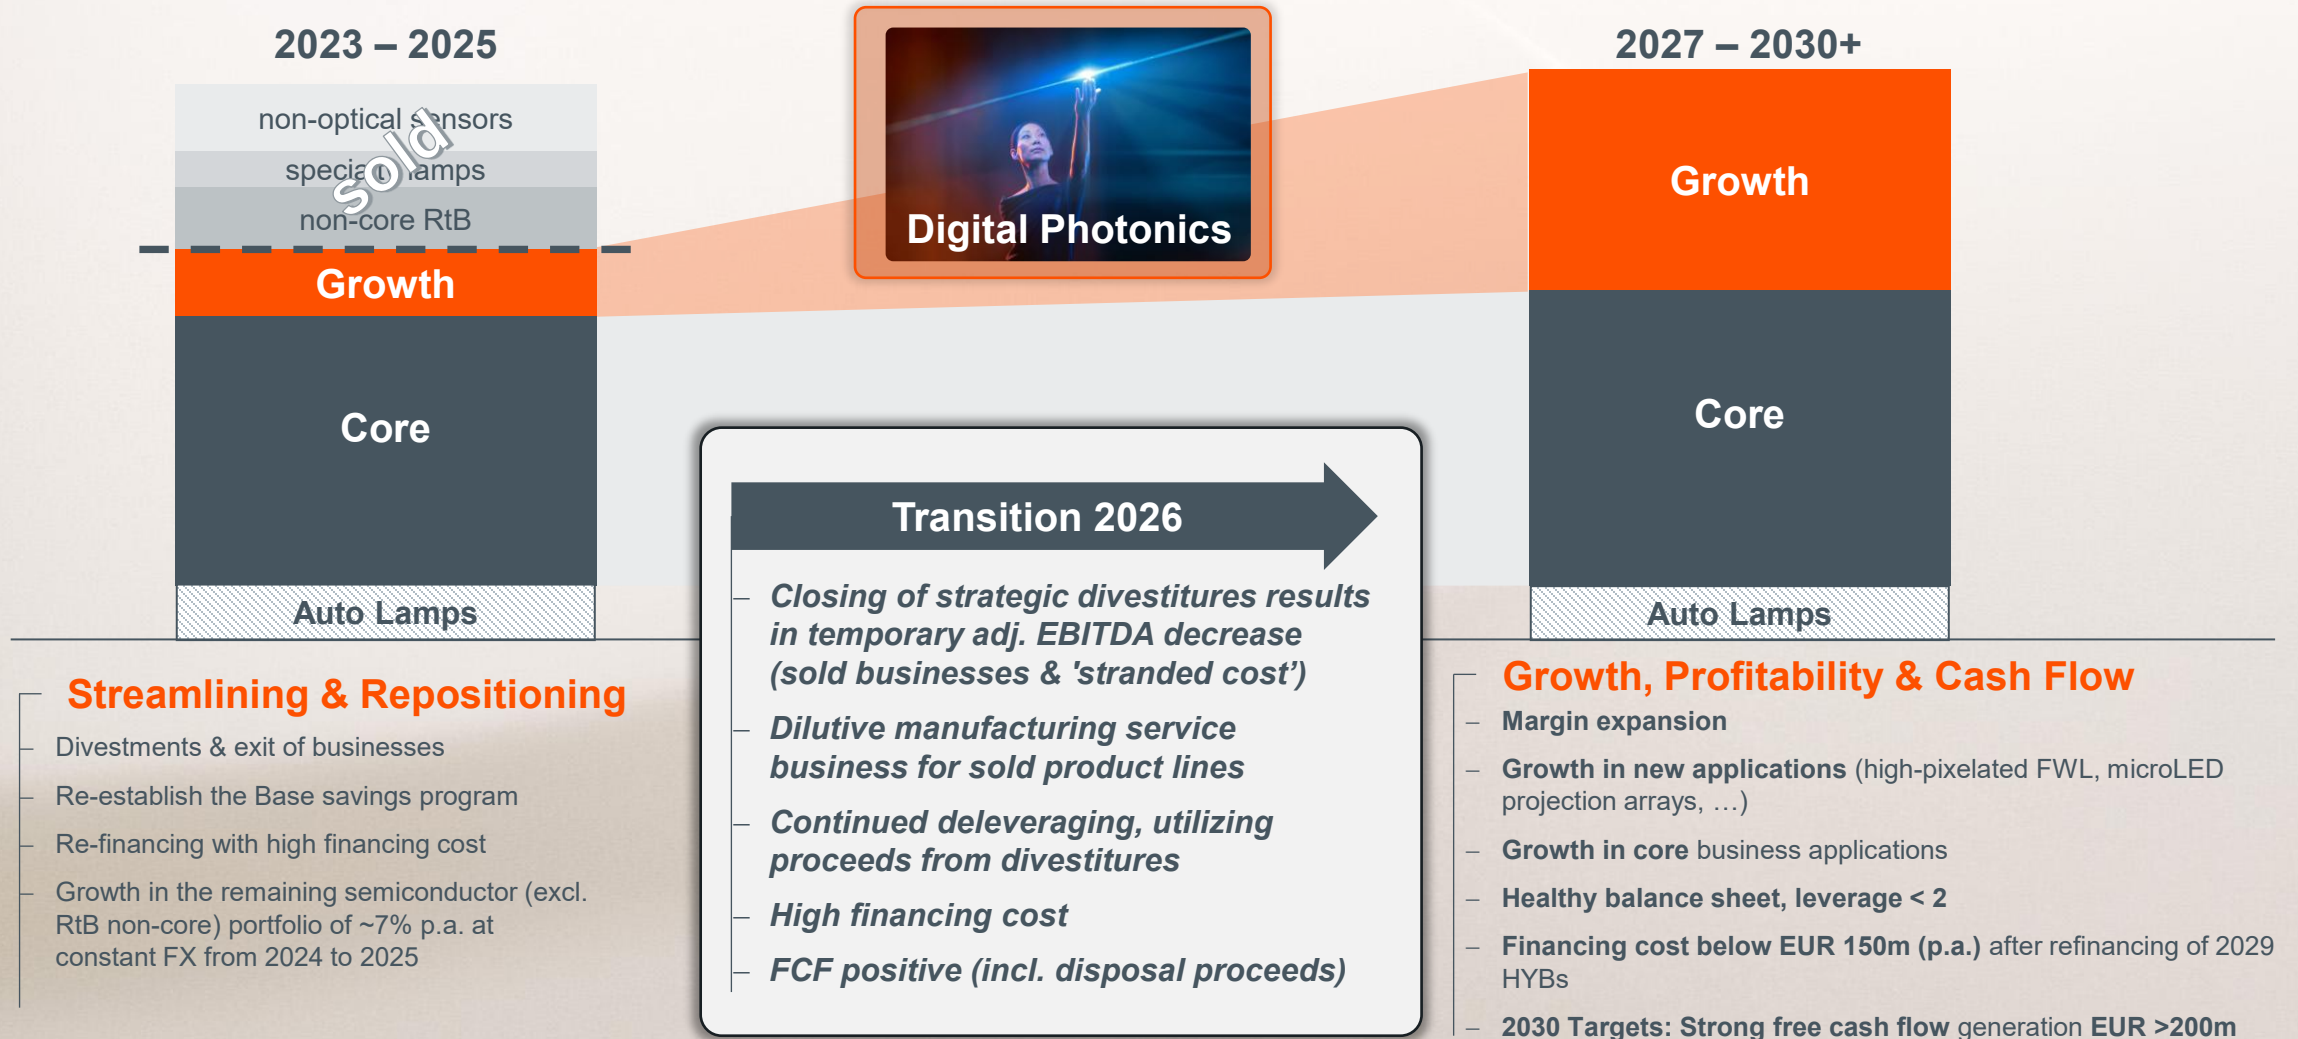 2023 – 2025
non-optical sensors
specialty lamps
non-core RtB
sold
Growth
Core
Auto Lamps
Digital Photonics
2027 – 2030+
Growth
Core
Auto Lamps
Streamlining & Repositioning
– Divestments & exit of businesses
– Re-establish the Base savings program
– Re-financing with high financing cost
– Growth in the remaining semiconductor (excl.
RtB non-core) portfolio of ~7% p.a. at
constant FX from 2024 to 2025
Transition 2026
– Closing of strategic divestitures results
in temporary adj. EBITDA decrease
(sold businesses & 'stranded cost’)
– Dilutive manufacturing service
business for sold product lines
– Continued deleveraging, utilizing
proceeds from divestitures
– High financing cost
– FCF positive (incl. disposal proceeds)
Growth, Profitability & Cash Flow
– Margin expansion
– Growth in new applications (high-pixelated FWL, microLED
projection arrays, …)
– Growth in core business applications
– Healthy balance sheet, leverage < 2
– Financing cost below EUR 150m (p.a.) after refinancing of 2029
HYBs
– 2030 Targets: Strong free cash flow generation EUR >200m